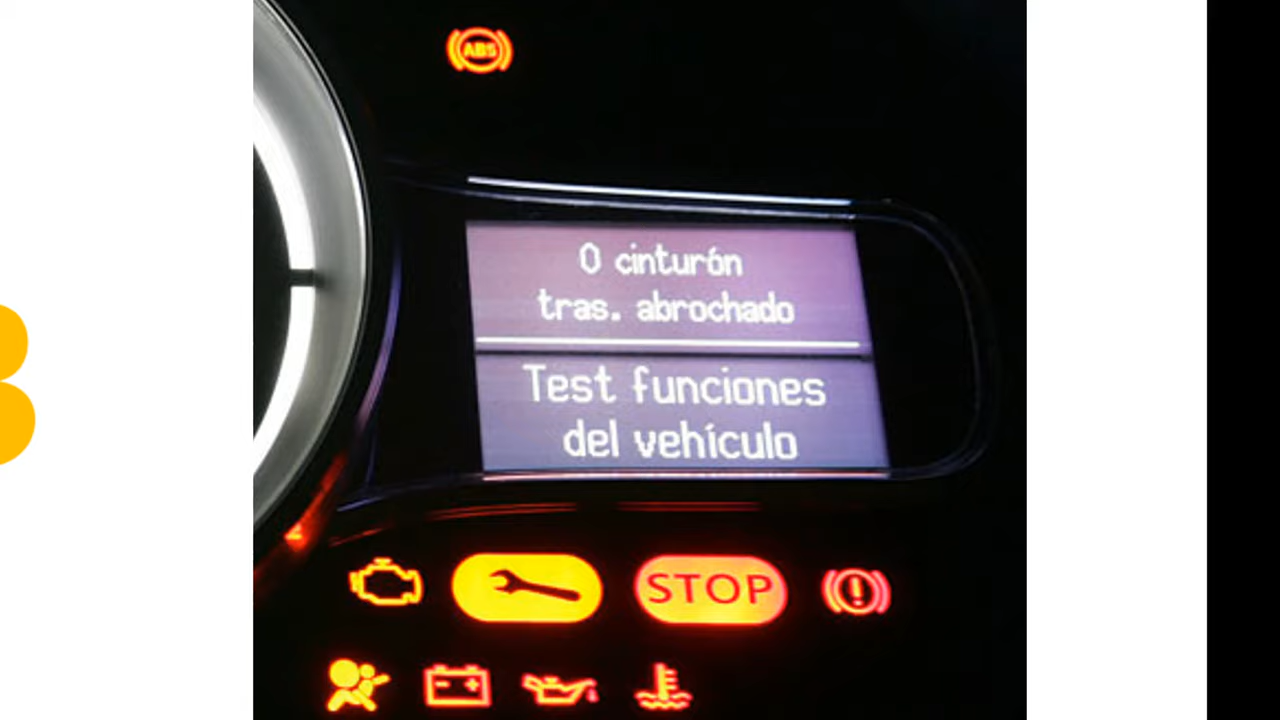 ABS
0 cinturón
tras. abrochado
Test funciones
del vehículo
STOP